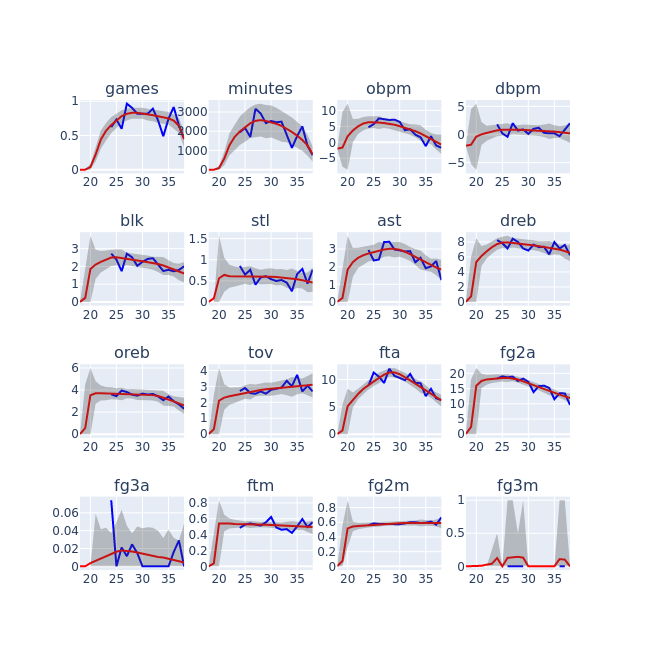 games minutes obpm dbpm
1 3000 10 5
0.5 2000 5 0
0 1000 0 −5
0 −5
20 25 30 35 20 25 30 35 20 25 30 35 20 25 30 35
blk stl ast dreb
3 1.5 3 8
2 1 2 6
1 0.5 1 4
0 0 0 2
0
20 25 30 35 20 25 30 35 20 25 30 35 20 25 30 35
oreb tov fta fg2a
6 4 10 20
4 3 5 15
2 2 0 10
0 1 5
0 0
20 25 30 35 20 25 30 35 20 25 30 35 20 25 30 35
fg3a ftm fg2m fg3m
0.06 0.8 0.8 1
0.04 0.6 0.6 0.5
0.02 0.4 0.4 0
0 0.2 0.2
0 0
20 25 30 35 20 25 30 35 20 25 30 35 20 25 30 35